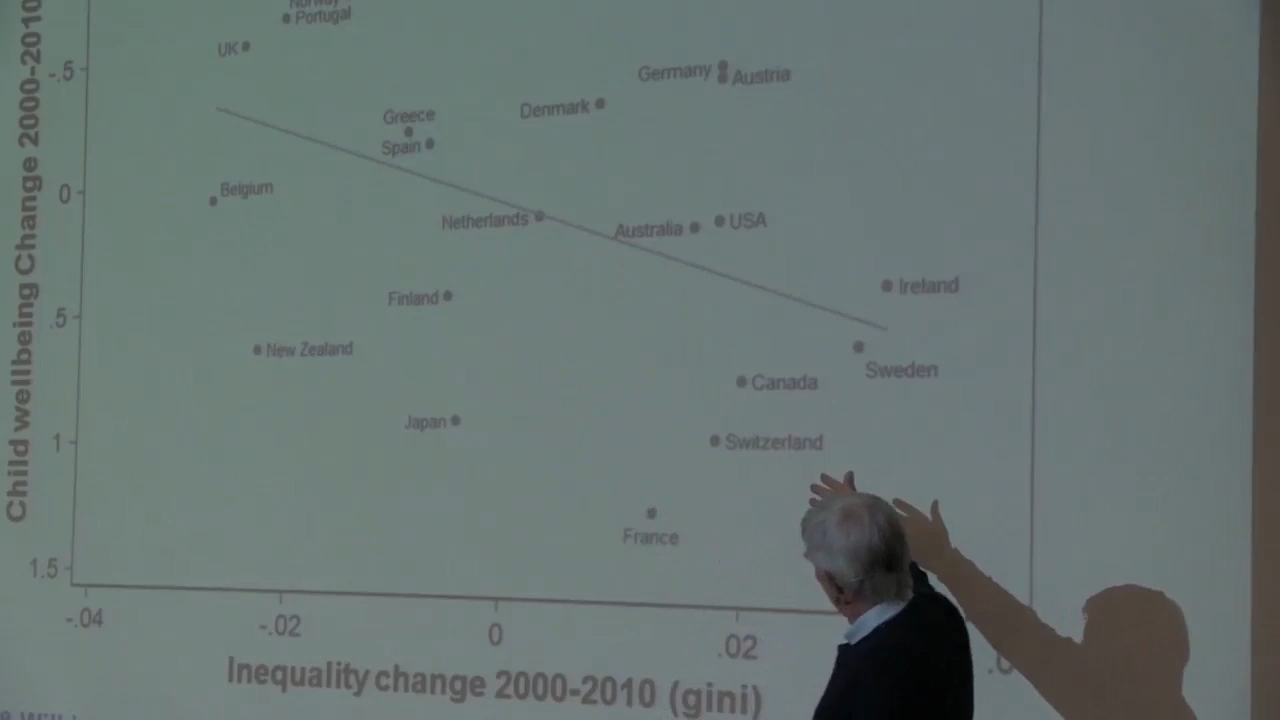 Norway
Portugal
UK
-.5
Germany
Austria
Denmark
Greece
Spain
0
Belgium
Netherlands
Australia
USA
Ireland
Finland
.5
New Zealand
Sweden
Canada
Japan
1
Switzerland
France
1.5
Child wellbeing Change 2000-2010
-.04
-.02
0
.02
Inequality change 2000-2010 (gini)